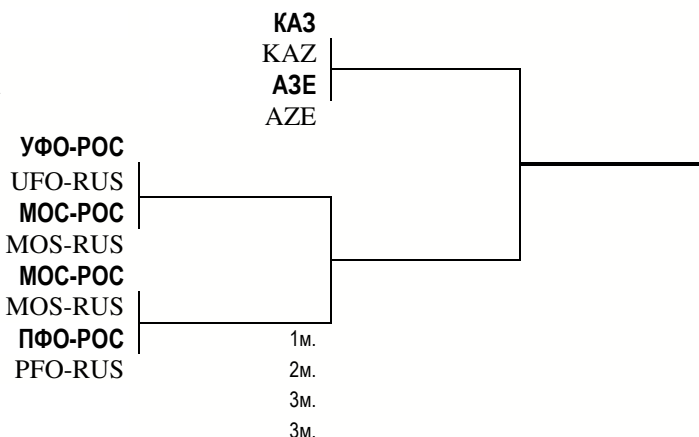 КАЗ
KAZ
АЗЕ
AZE
УФО-РОС
UFO-RUS
МОС-РОС
MOS-RUS
МОС-РОС
MOS-RUS
ПФО-РОС
PFO-RUS
1м.
2м.
3м.
3м.